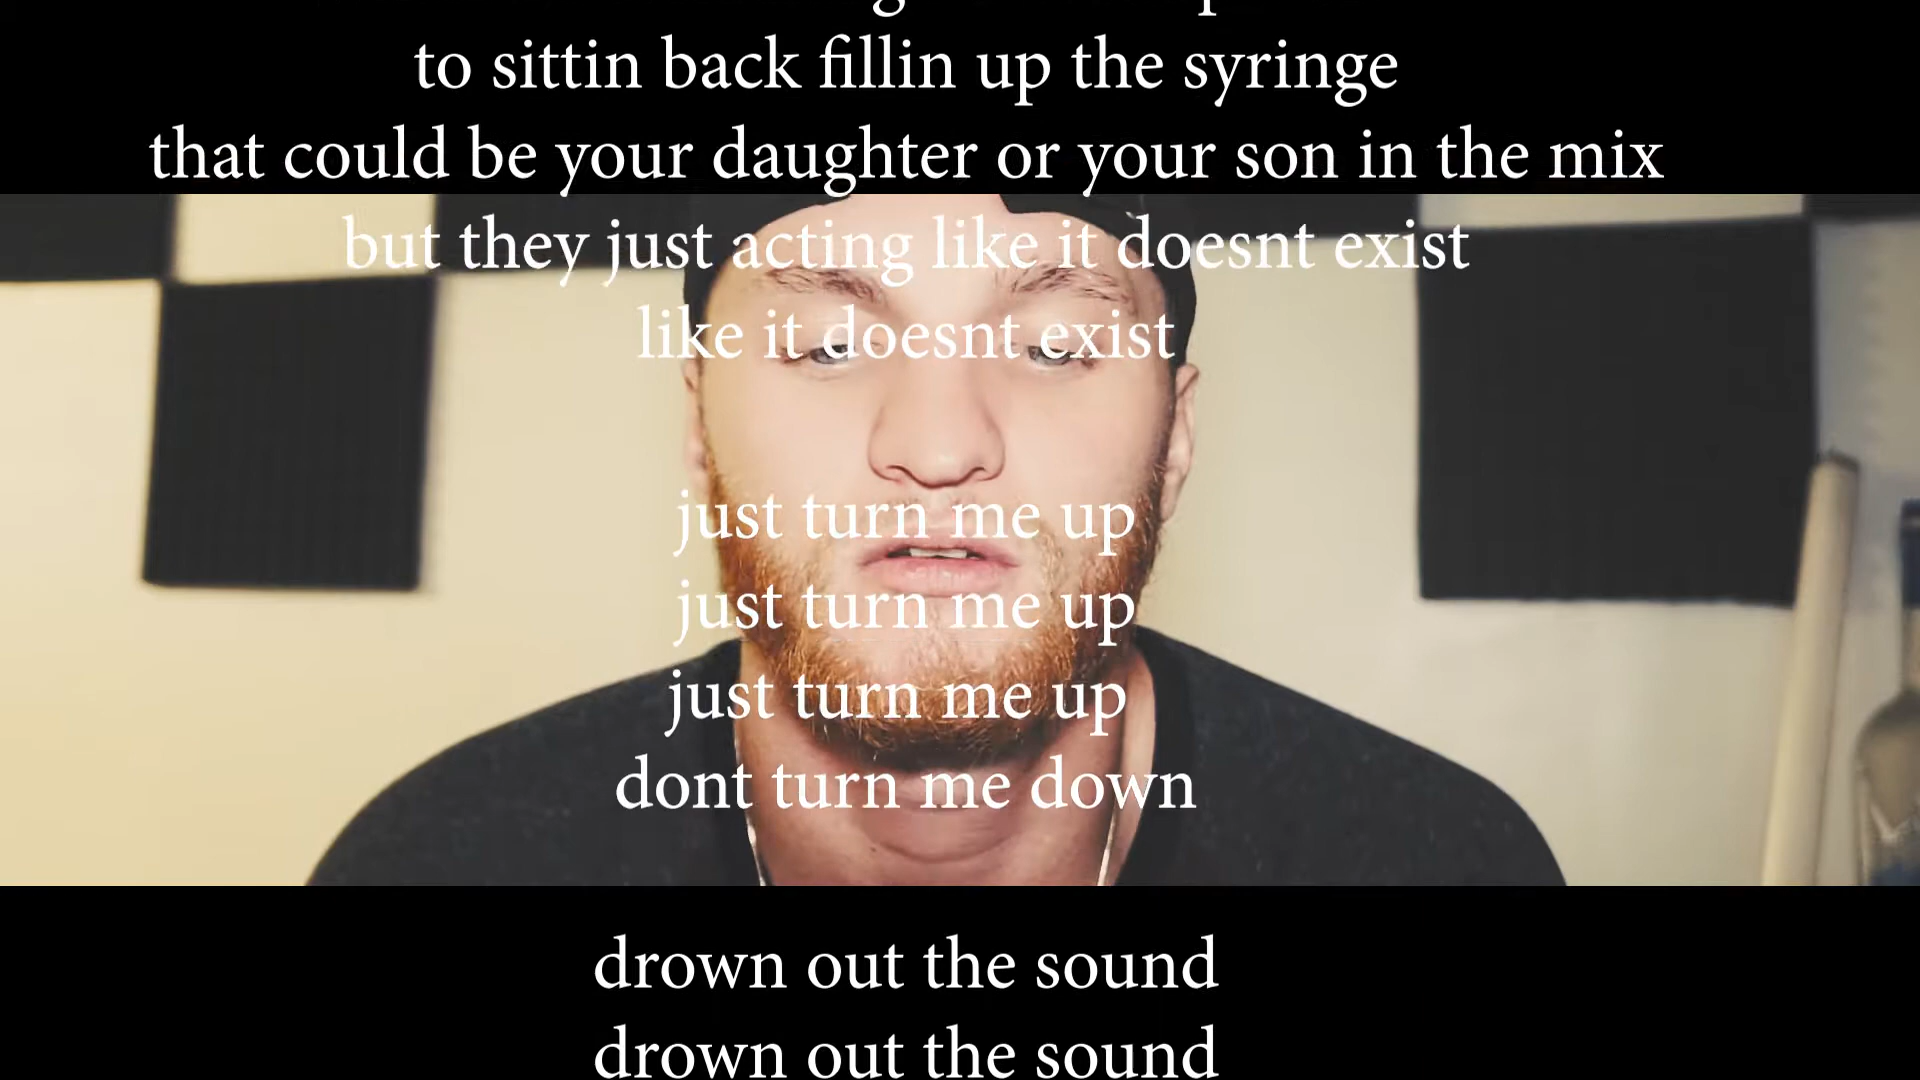 to sittin back fillin up the syringe
that could be your daughter or your son in the mix
but they just acting like it doesnt exist
like it doesnt exist
just turn me up
just turn me up
just turn me up
dont turn me down
drown out the sound
drown out the sound